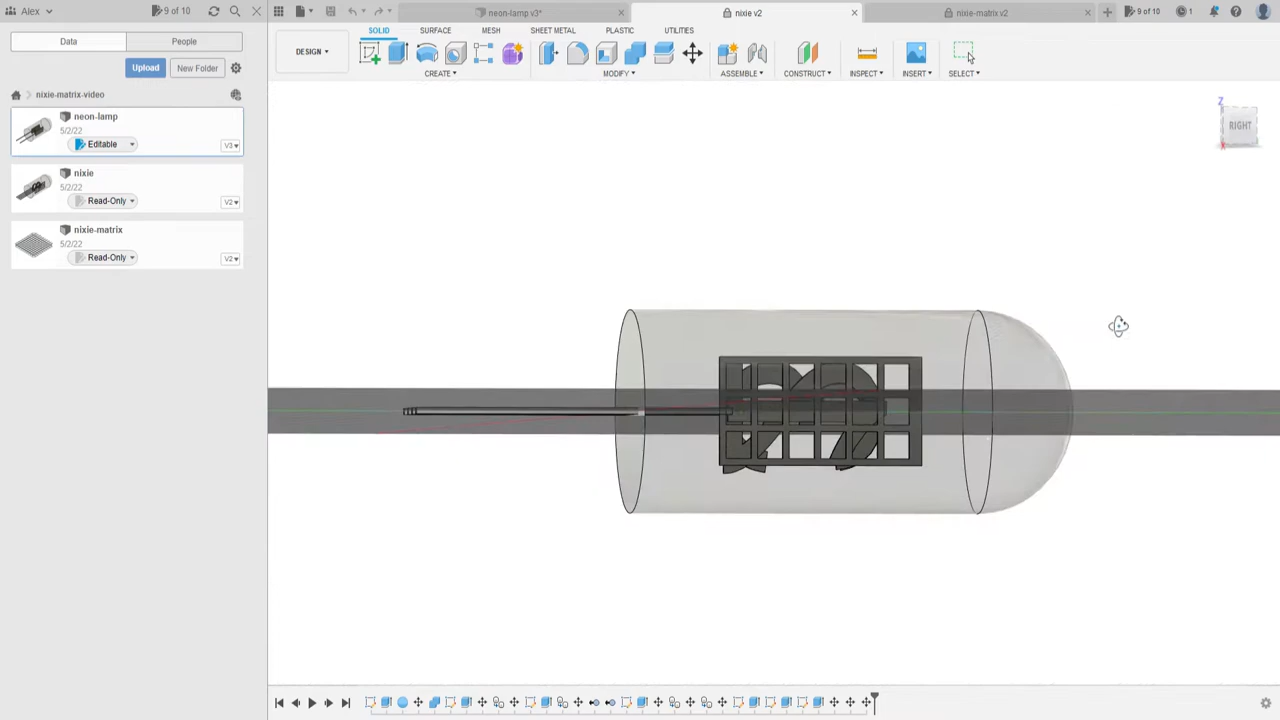 Alex
9 of 10
neon-lamp v3*
nixie v2
nixie-matrix v2
9 of 10
1
Data
People
Upload
New Folder
nixie-matrix-video
neon-lamp
5/2/22
Editable
V3
nixie
5/2/22
Read-Only
V2
nixie-matrix
5/2/22
Read-Only
V2
DESIGN
SOLID
SURFACE
MESH
SHEET METAL
PLASTIC
UTILITIES
CREATE
MODIFY
ASSEMBLE
CONSTRUCT
INSPECT
INSERT
SELECT
Z
RIGHT
X